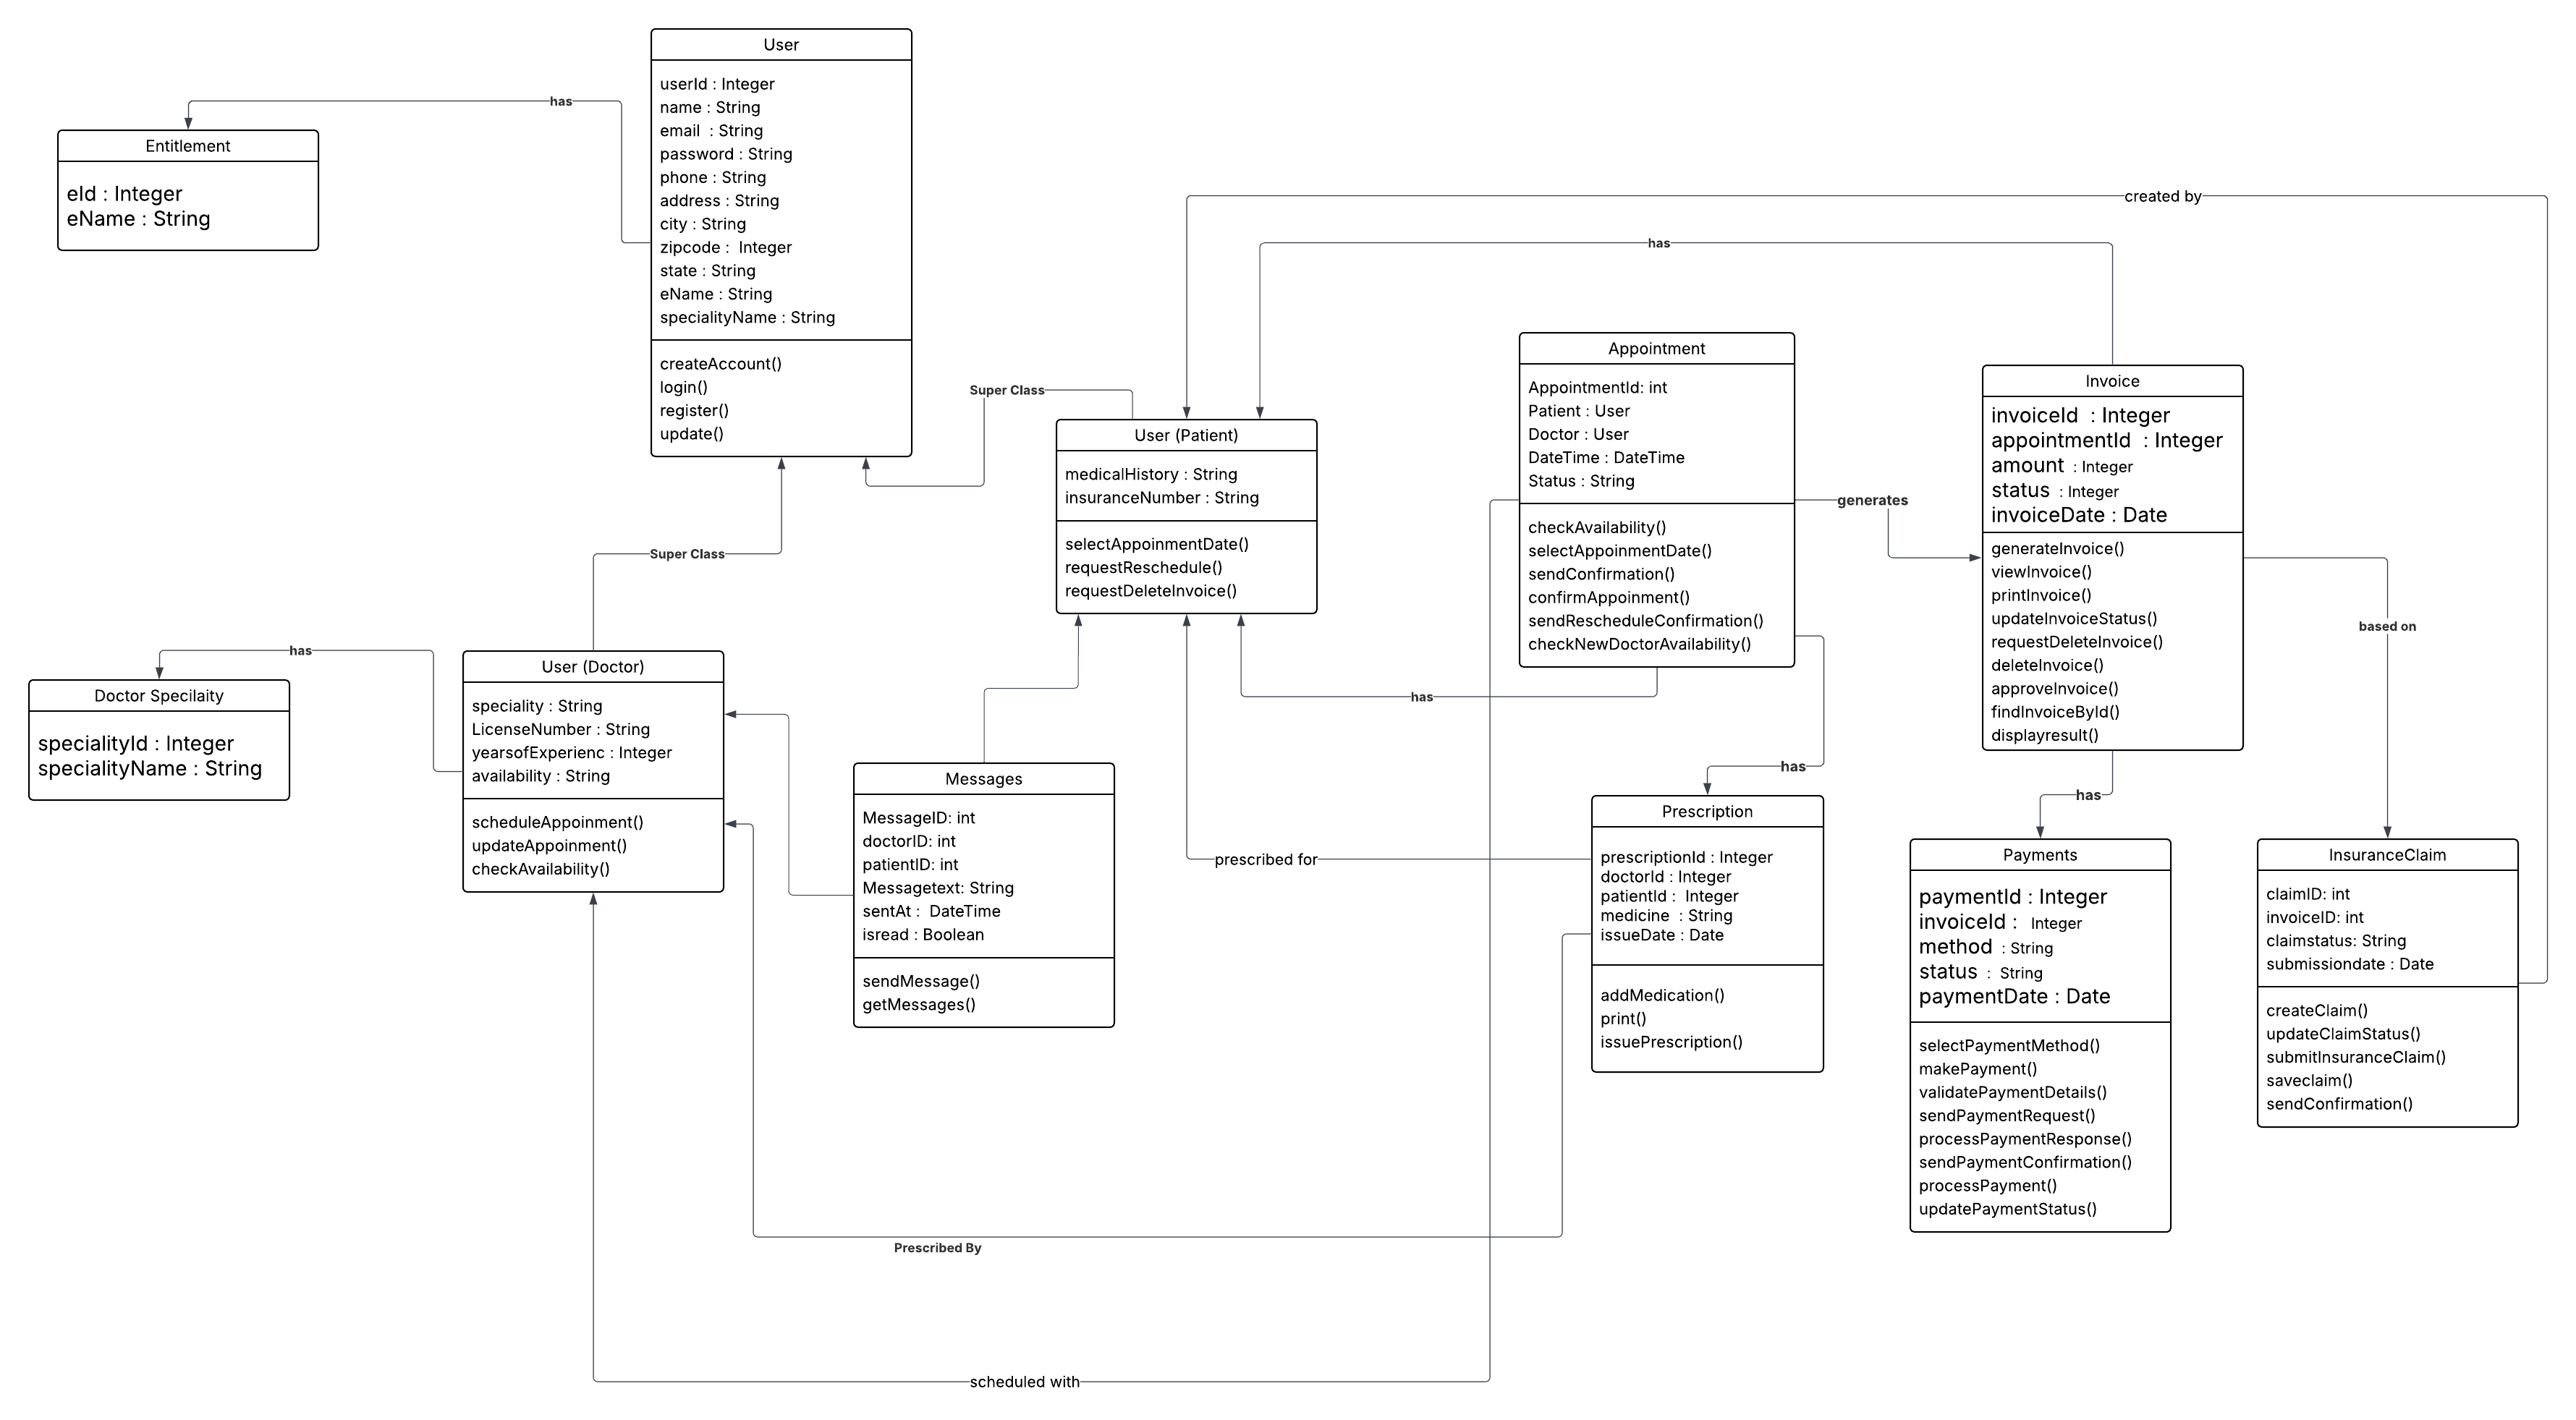 User
userId : Integer
name : String
email  : String
password : String
phone : String
address : String
city : String
zipcode :  Integer
state : String
eName : String
specialityName : String
createAccount()
login()
register()
update()
has
Entitlement
eId : Integer
eName : String
created by
has
Super Class
User (Patient)
medicalHistory : String
insuranceNumber : String
selectAppoinmentDate()
requestReschedule()
requestDeleteInvoice()
Appointment
AppointmentId: int
Patient : User
Doctor : User
DateTime : DateTime
Status : String
checkAvailability()
selectAppoinmentDate()
sendConfirmation()
confirmAppoinment()
sendRescheduleConfirmation()
checkNewDoctorAvailability()
generates
Invoice
invoiceId  : Integer
appointmentId  : Integer
amount  : Integer
status  : Integer
invoiceDate : Date
generateInvoice()
viewInvoice()
printInvoice()
updateInvoiceStatus()
requestDeleteInvoice()
deleteInvoice()
approveInvoice()
findInvoiceById()
displayresult()
based on
Super Class
has
Doctor Specilaity
specialityId : Integer
specialityName : String
User (Doctor)
speciality : String
LicenseNumber : String
yearsofExperienc : Integer
availability : String
scheduleAppoinment()
updateAppoinment()
checkAvailability()
has
has
has
Messages
MessageID: int
doctorID: int
patientID: int
Messagetext: String
sentAt :  DateTime
isread : Boolean
sendMessage()
getMessages()
prescribed for
Prescription
prescriptionId : Integer
doctorId : Integer
patientId :  Integer
medicine  : String
issueDate : Date
addMedication()
print()
issuePrescription()
Payments
paymentId : Integer
invoiceId :  Integer
method  : String
status  :  String
paymentDate : Date
selectPaymentMethod()
makePayment()
validatePaymentDetails()
sendPaymentRequest()
processPaymentResponse()
sendPaymentConfirmation()
processPayment()
updatePaymentStatus()
InsuranceClaim
claimID: int
invoiceID: int
claimstatus: String
submissiondate : Date
createClaim()
updateClaimStatus()
submitInsuranceClaim()
saveclaim()
sendConfirmation()
Prescribed By
scheduled with